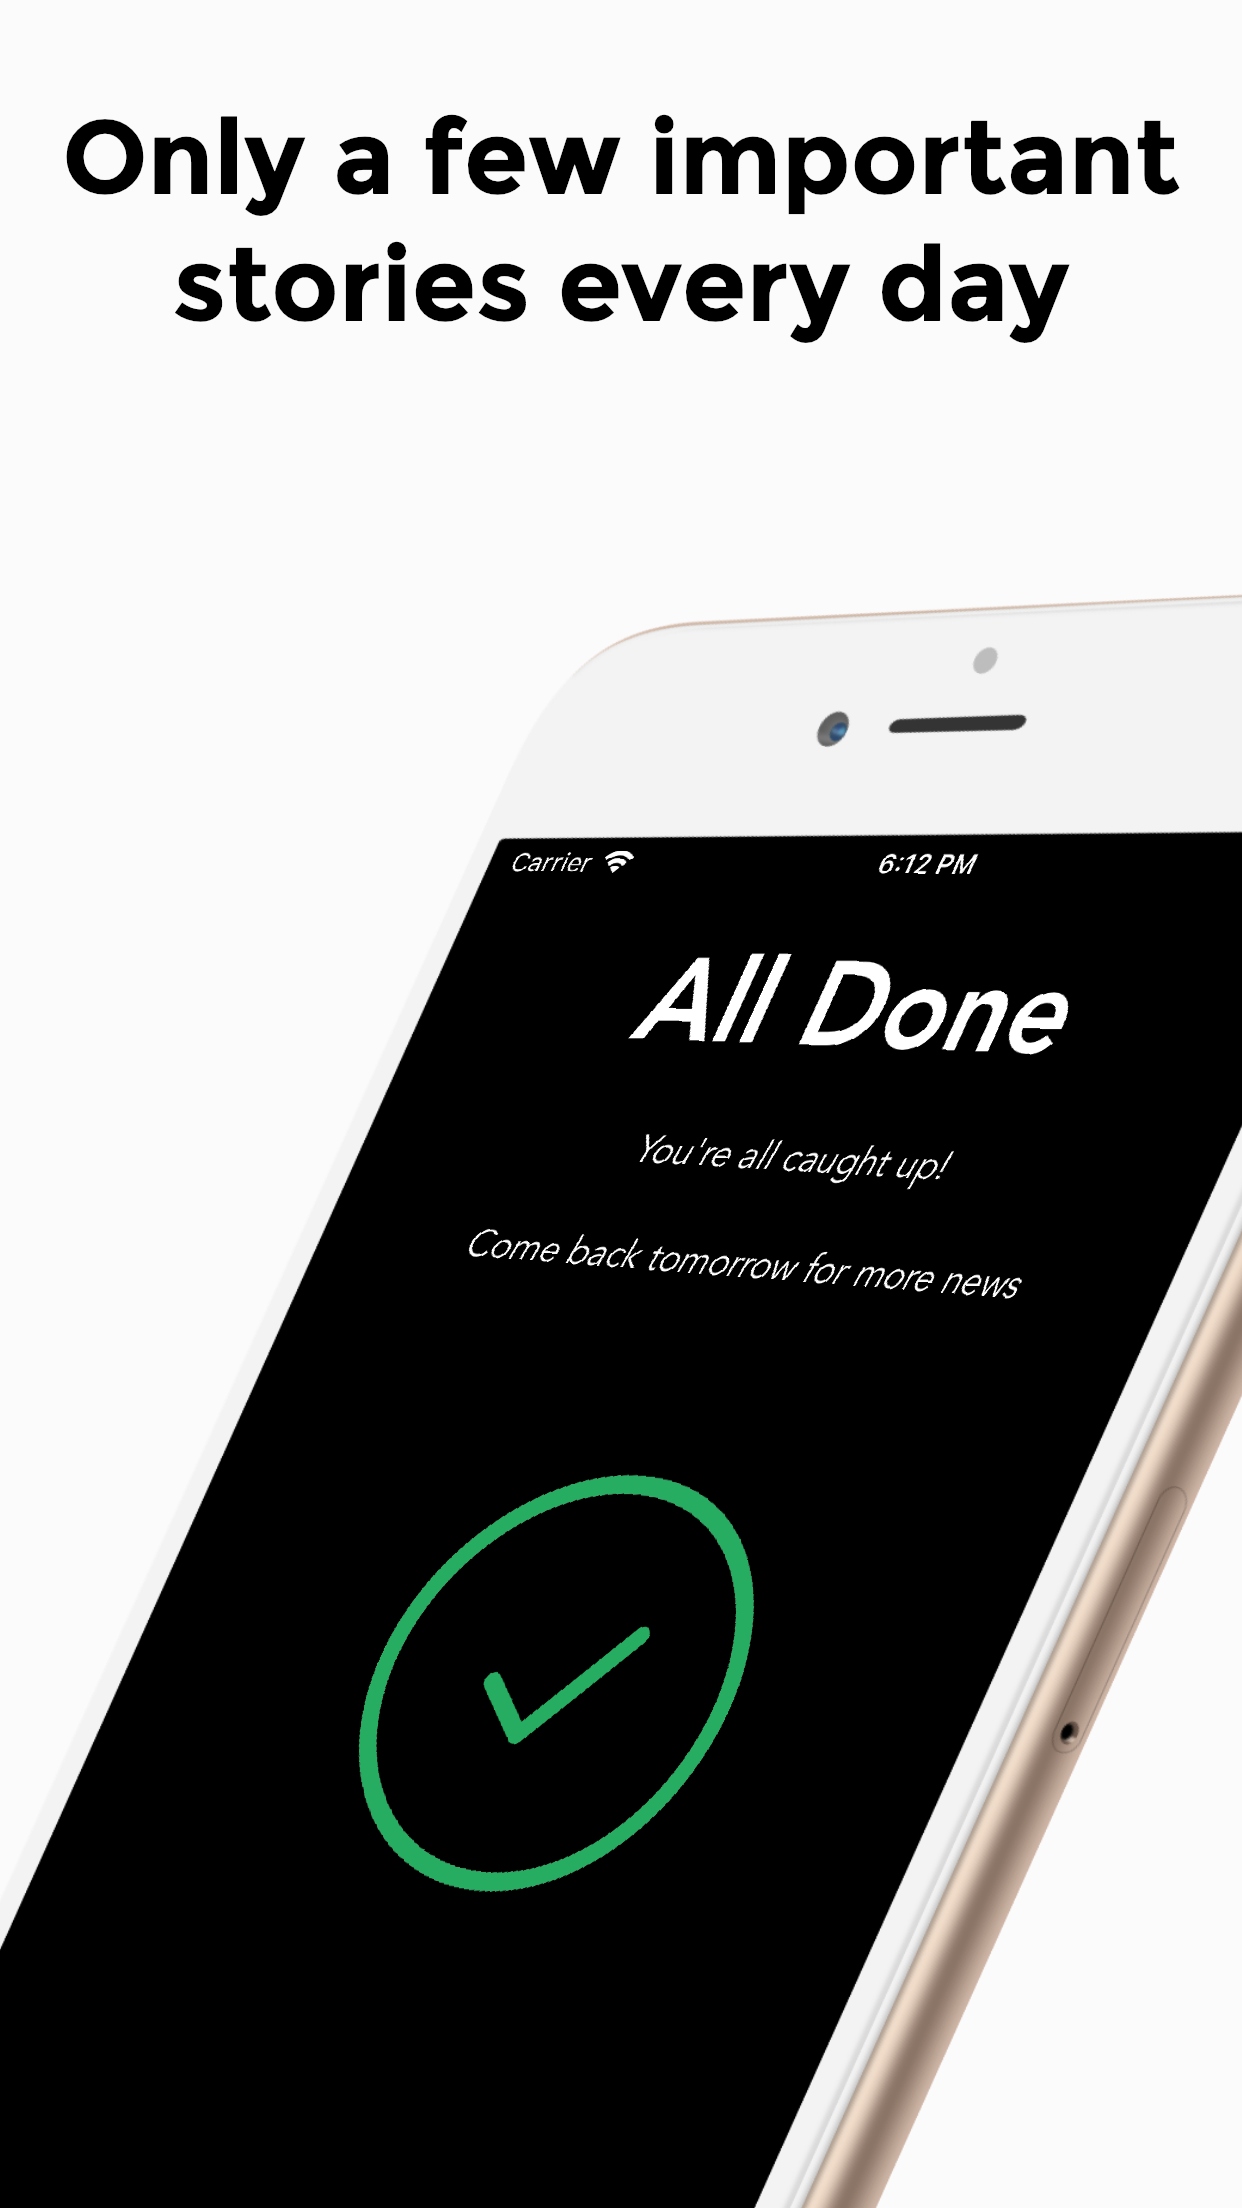 Only a few important
stories every day
Carrier 6:12 PM
All Done
You're all caught up!
Come back tomorrow for more news